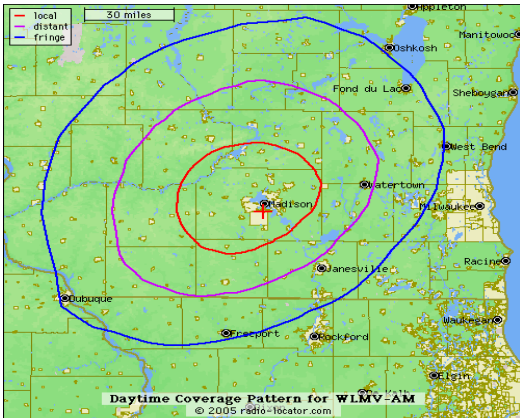 local
distant
fringe
30 miles
Appleton
Oshkosh
Manitowoc
Fond du Lac
Sheboygan
West Bend
Watertown
Madison
Milwaukee
Racine
Janesville
Dubuque
Waukegan
Freeport
Rockford
Elgin
Daytime Coverage Pattern for WLMV-AM
© 2005 radio-locator.com